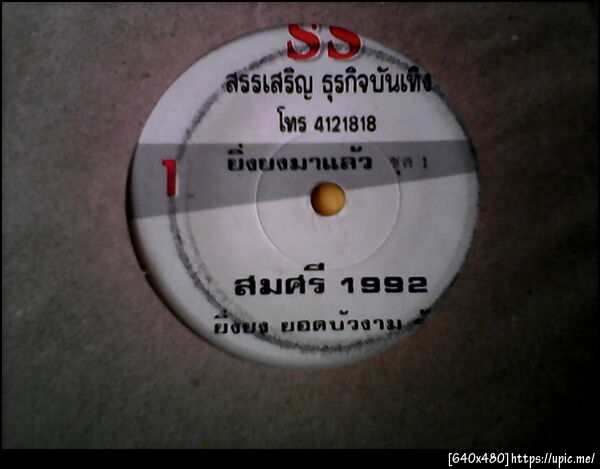 SS
สรรเสริญ ธุรกิจบันเทิง
โทร 4121818
1 ยิ่งยงมาแล้ว ชุด 1
สมศรี 1992
ยิ่งยง ยอดบัวงาม
[640x480]https://upic.me/